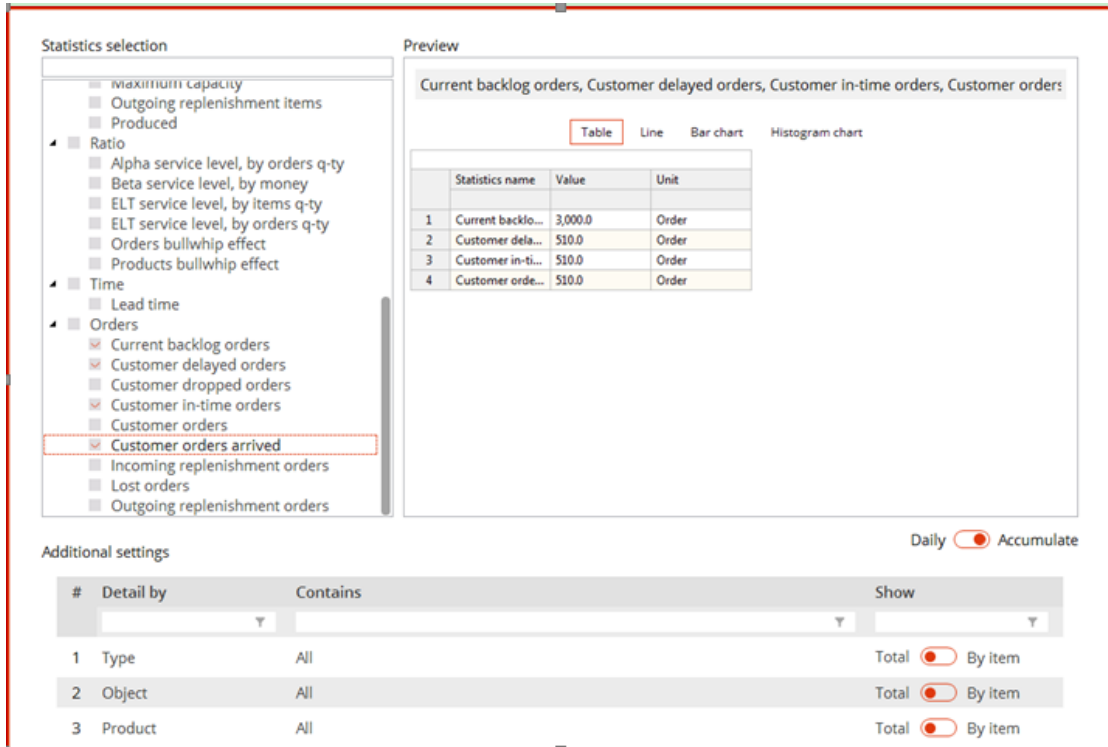 Statistics selection
Maximum capacity
Outgoing replenishment items
Produced
Ratio
Alpha service level, by orders q-ty
Beta service level, by money
ELT service level, by items q-ty
ELT service level, by orders q-ty
Orders bullwhip effect
Products bullwhip effect
Time
Lead time
Orders
Current backlog orders
Customer delayed orders
Customer dropped orders
Customer in-time orders
Customer orders
Customer orders arrived
Incoming replenishment orders
Lost orders
Outgoing replenishment orders
Preview
Current backlog orders, Customer delayed orders, Customer in-time orders, Customer orders
Table Line Bar chart Histogram chart
Statistics name Value Unit
1 Current backlo... 3,000.0 Order
2 Customer dela... 510.0 Order
3 Customer in-ti... 510.0 Order
4 Customer orde... 510.0 Order
Daily Accumulate
Additional settings
# Detail by Contains Show
1 Type All Total By item
2 Object All Total By item
3 Product All Total By item